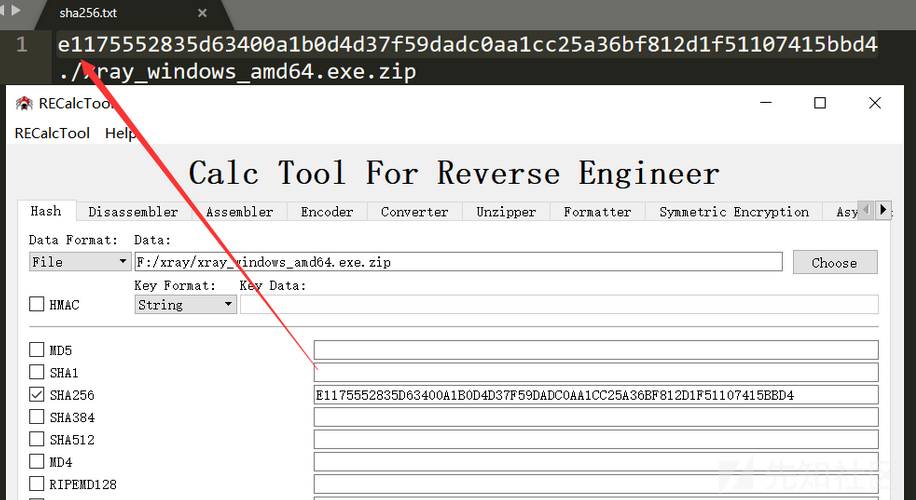 sha256.txt
1 e1175552835d63400a1b0d4d37f59dadc0aa1cc25a36bf812d1f51107415bbd4
./xray_windows_amd64.exe.zip
RECalcTool
RECalcTool Help
Calc Tool For Reverse Engineer
Hash Disassembler Assembler Encoder Converter Unzipper Formatter Symmetric Encryption
Data Format: Data:
File F:/xray/xray_windows_amd64.exe.zip Choose
Key Format: Key Data:
HMAC String
MD5
SHA1
SHA256 E1175552835D63400A1B0D4D37F59DADC0AA1CC25A36BF812D1F51107415BBD4
SHA384
SHA512
MD4
RIPEMD128
先知社区